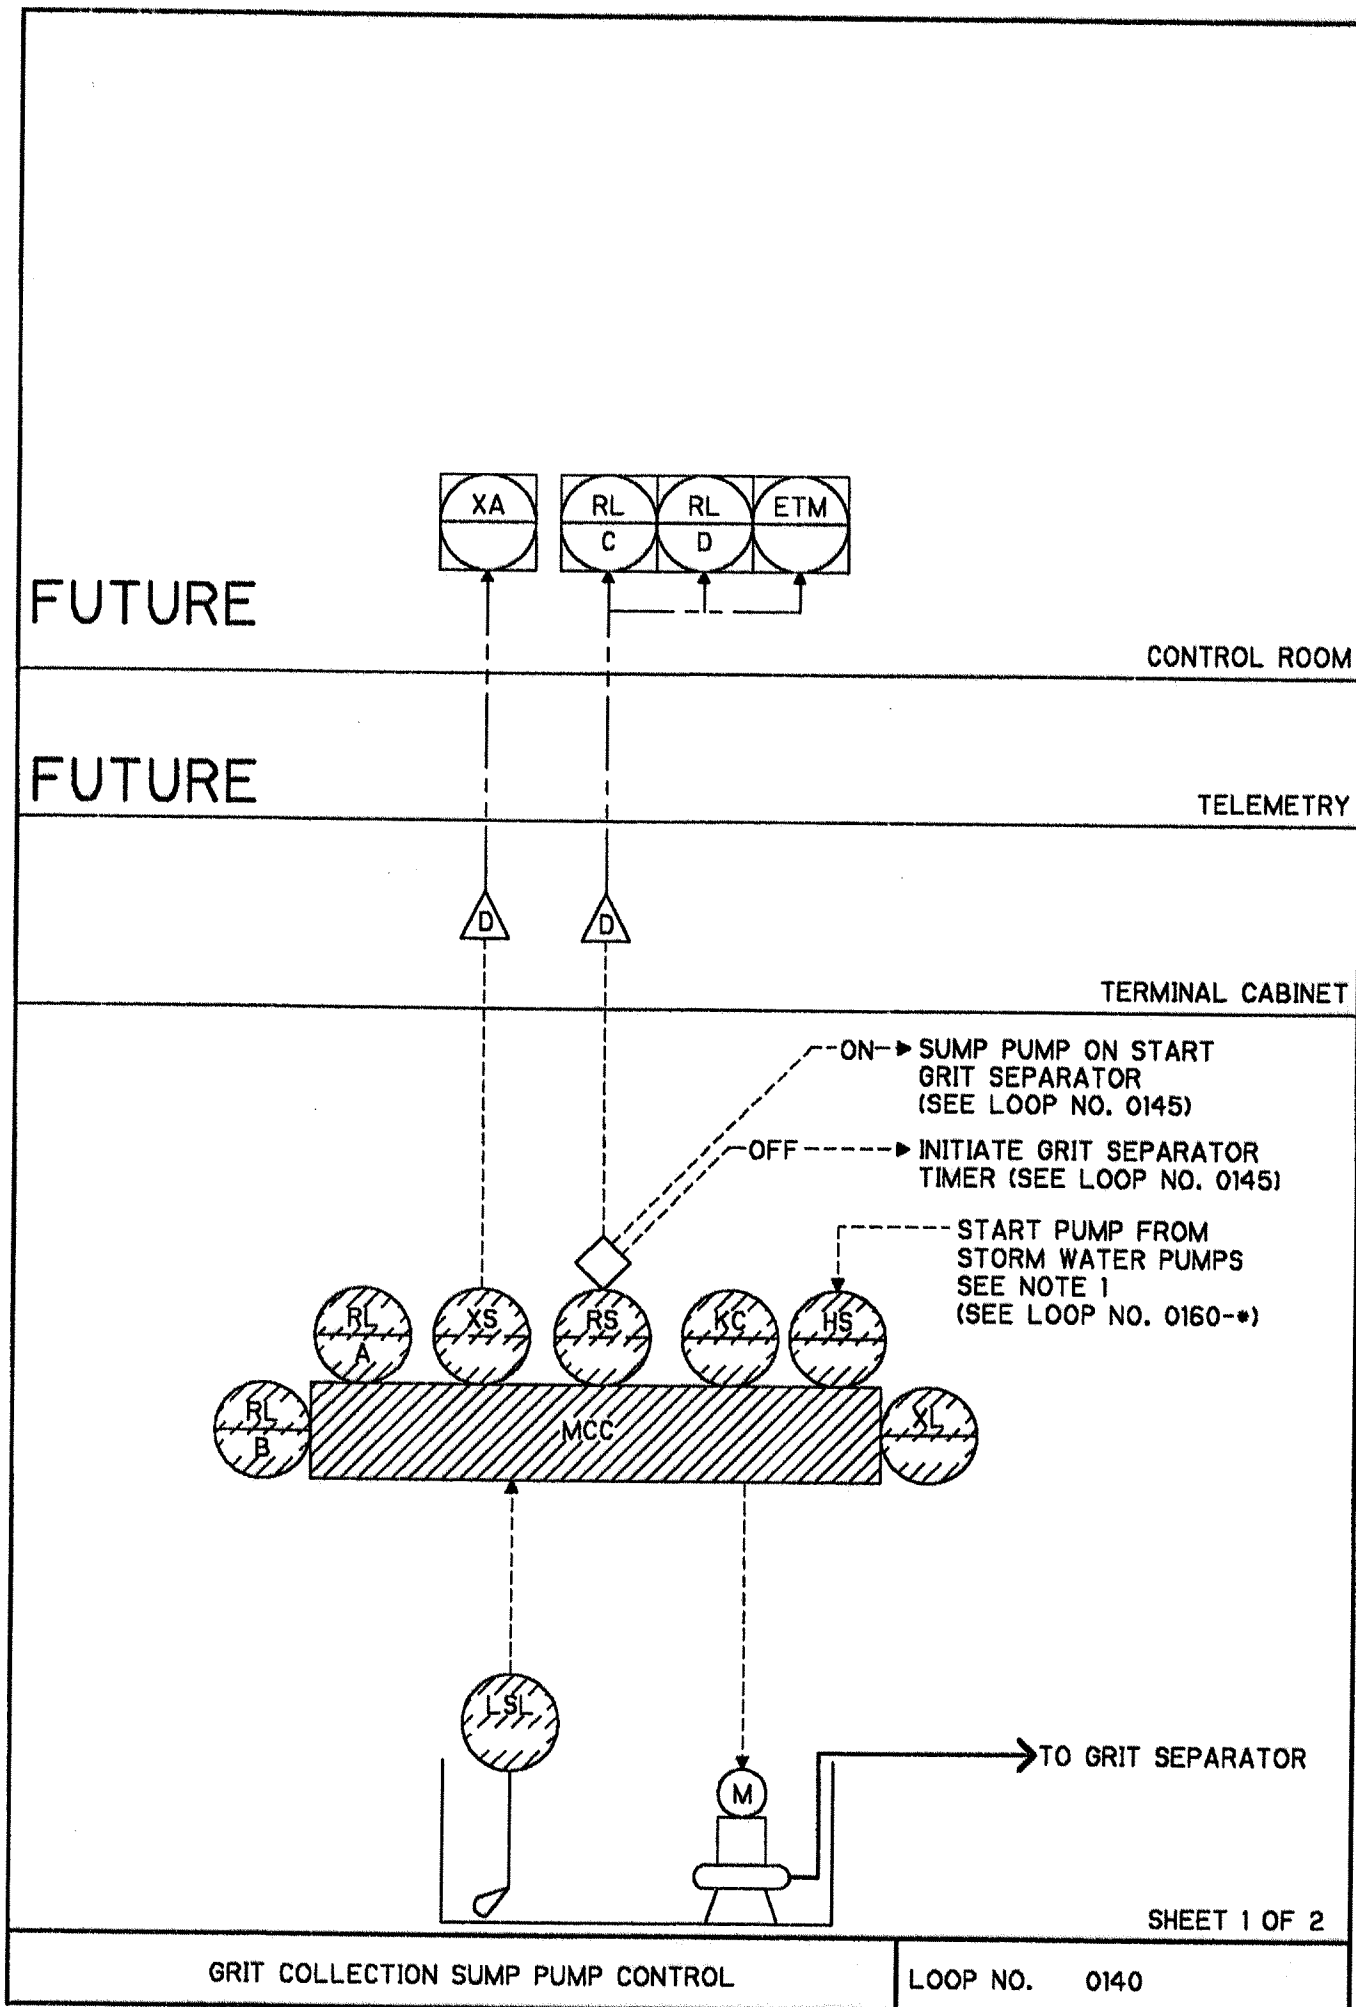 XA
RL
C
RL
D
ETM
FUTURE
CONTROL ROOM
FUTURE
TELEMETRY
D
D
TERMINAL CABINET
ON
SUMP PUMP ON START
GRIT SEPARATOR
(SEE LOOP NO. 0145)
OFF
INITIATE GRIT SEPARATOR
TIMER (SEE LOOP NO. 0145)
START PUMP FROM
STORM WATER PUMPS
SEE NOTE 1
(SEE LOOP NO. 0160-*)
RL
A
XS
RS
KC
HS
RL
B
MCC
XL
LSL
M
TO GRIT SEPARATOR
SHEET 1 OF 2
GRIT COLLECTION SUMP PUMP CONTROL
LOOP NO. 0140